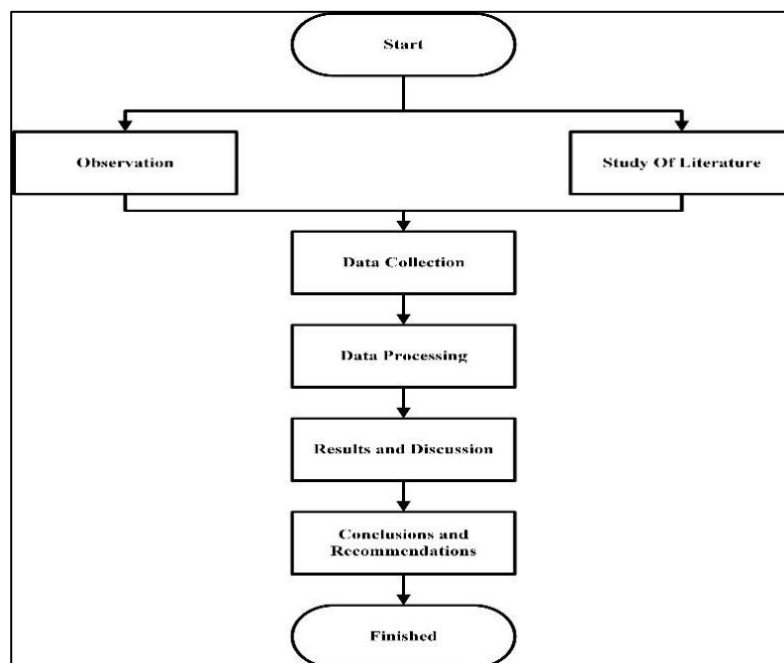 Start
Observation
Study Of Literature
Data Collection
Data Processing
Results and Discussion
Conclusions and
Recommendations
Finished